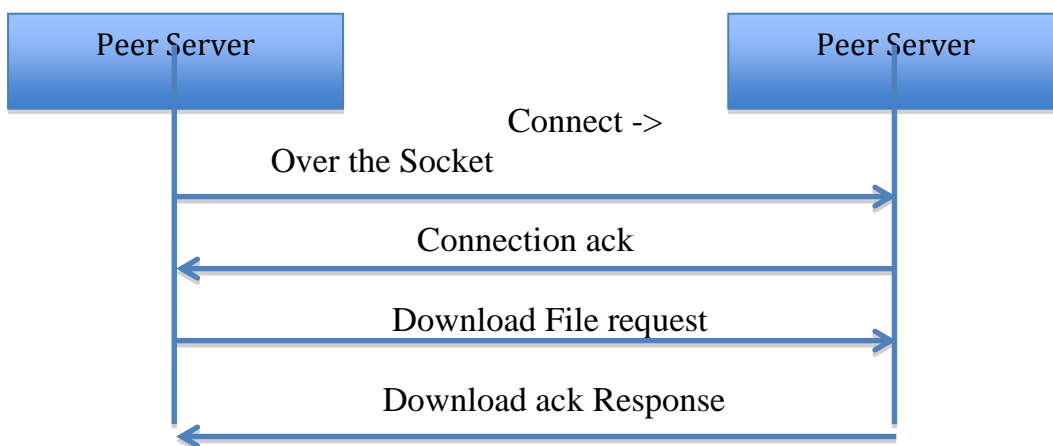 Peer Server
Peer Server
Connect ->
Over the Socket
Connection ack
Download File request
Download ack Response